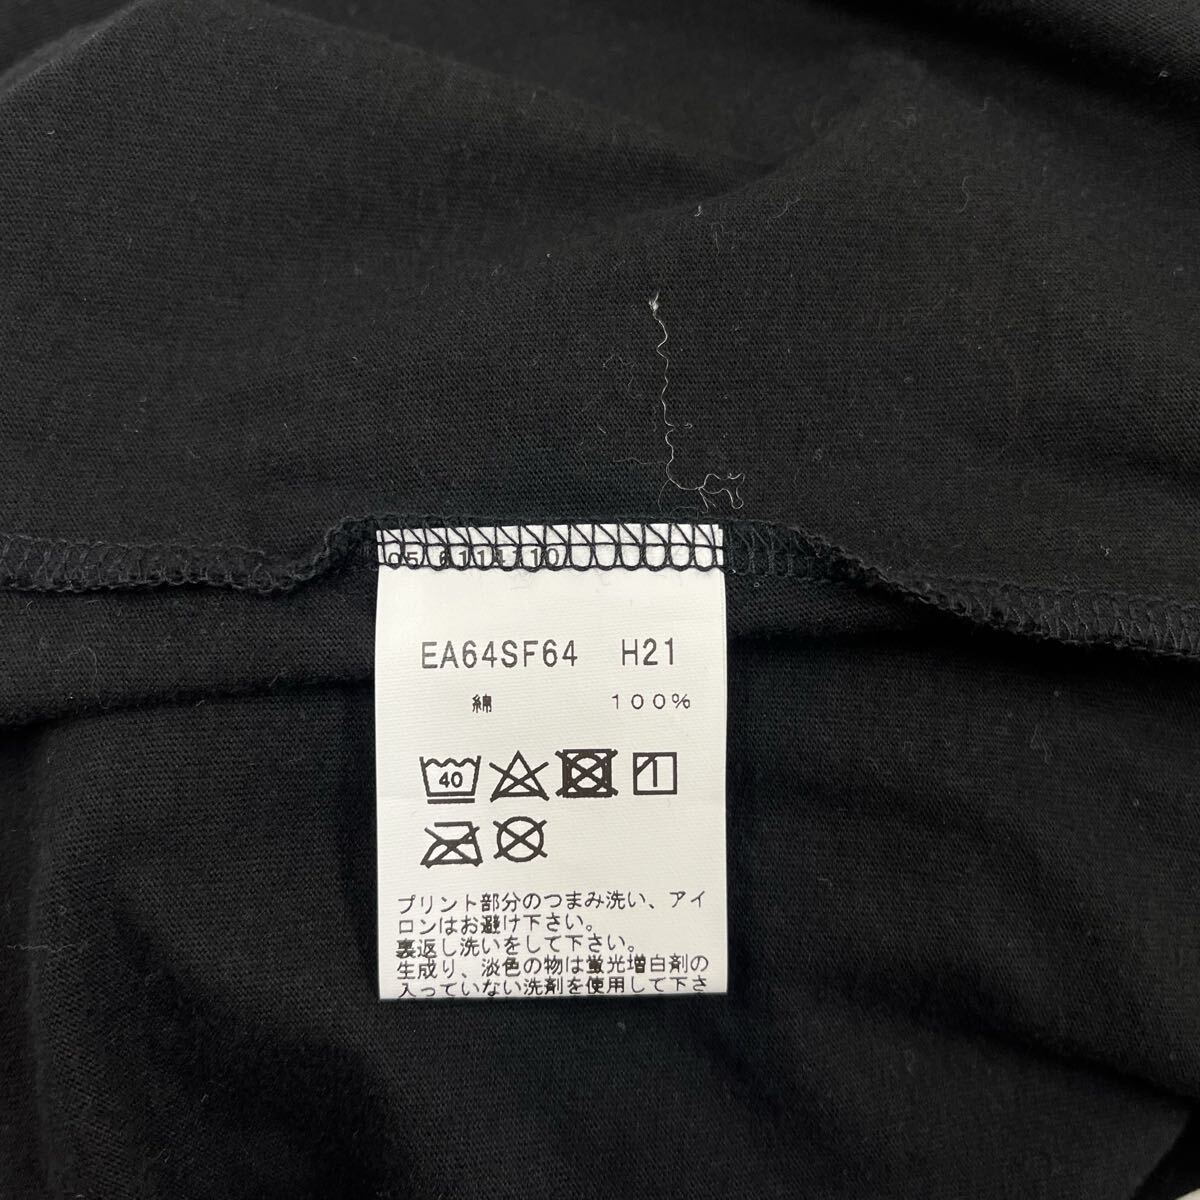 EA64SF64 H21
綿 100%
40
プリント部分のつまみ洗い、アイ
ロンはお避け下さい。
裏返し洗いをして下さい。
生成り、淡色の物は蛍光増白剤の
入っていない洗剤を使用して下さ